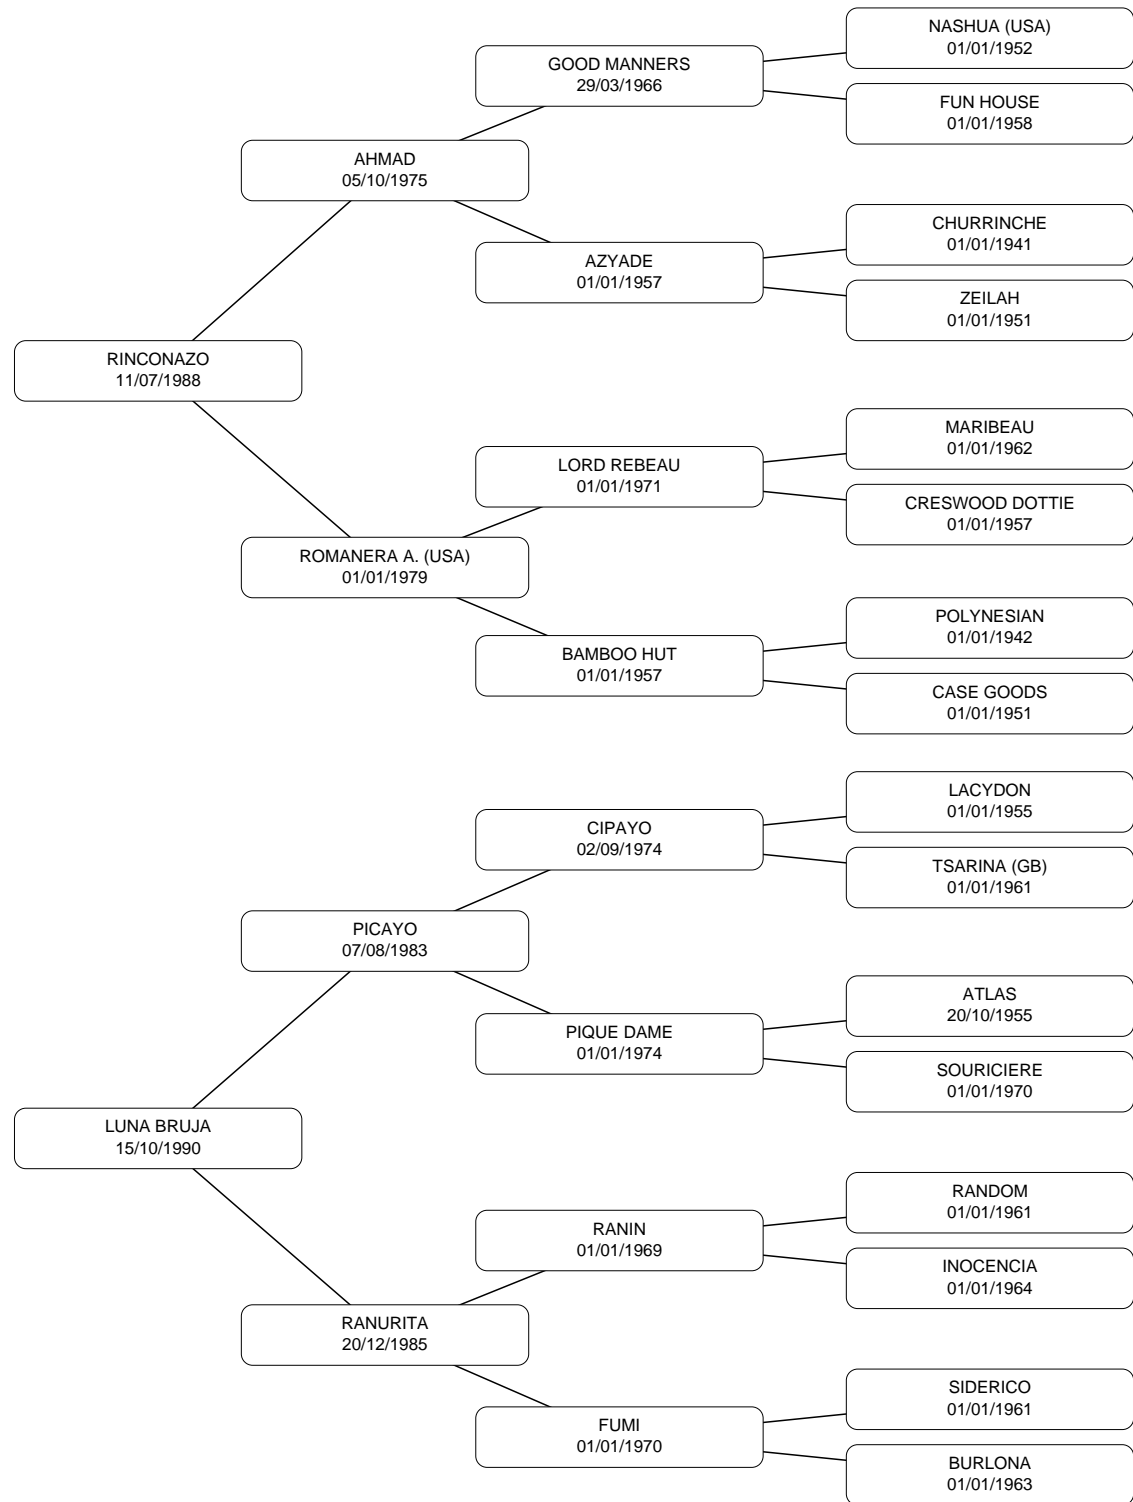 NASHUA (USA)
01/01/1952
GOOD MANNERS
29/03/1966
FUN HOUSE
01/01/1958
AHMAD
05/10/1975
CHURRINCHE
01/01/1941
AZYADE
01/01/1957
ZEILAH
01/01/1951
RINCONAZO
11/07/1988
MARIBEAU
01/01/1962
LORD REBEAU
01/01/1971
CRESWOOD DOTTIE
01/01/1957
ROMANERA A. (USA)
01/01/1979
POLYNESIAN
01/01/1942
BAMBOO HUT
01/01/1957
CASE GOODS
01/01/1951
LACYDON
01/01/1955
CIPAYO
02/09/1974
TSARINA (GB)
01/01/1961
PICAYO
07/08/1983
ATLAS
20/10/1955
PIQUE DAME
01/01/1974
SOURICIERE
01/01/1970
LUNA BRUJA
15/10/1990
RANDOM
01/01/1961
RANIN
01/01/1969
INOCENCIA
01/01/1964
RANURITA
20/12/1985
SIDERICO
01/01/1961
FUMI
01/01/1970
BURLONA
01/01/1963